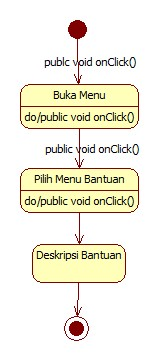 publc void onClick()
Buka Menu
do/public void onClick()
public void onClick()
Pilih Menu Bantuan
do/public void onClick()
Deskripsi Bantuan